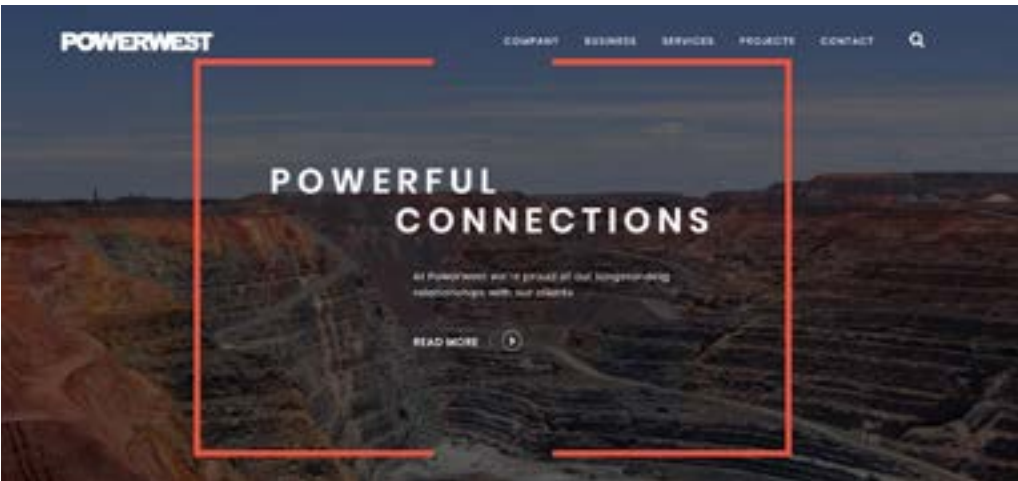 POWERWEST
COMPANY BUSINESS SERVICES PROJECTS CONTACT
POWERFUL
CONNECTIONS
At Powerwest we're proud of our longstanding
relationships with our clients
READ MORE